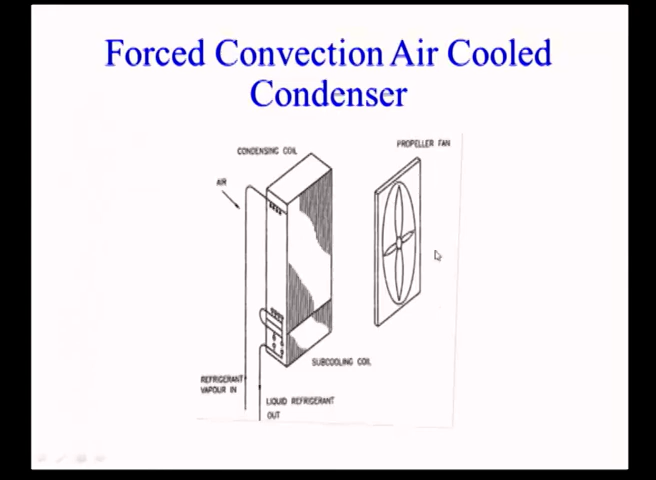 Forced Convection Air Cooled
Condenser
CONDENSING COIL
PROPELLER FAN
AIR
SUBCOOLING COIL
REFRIGERANT
VAPOUR IN
LIQUID REFRIGERANT
OUT